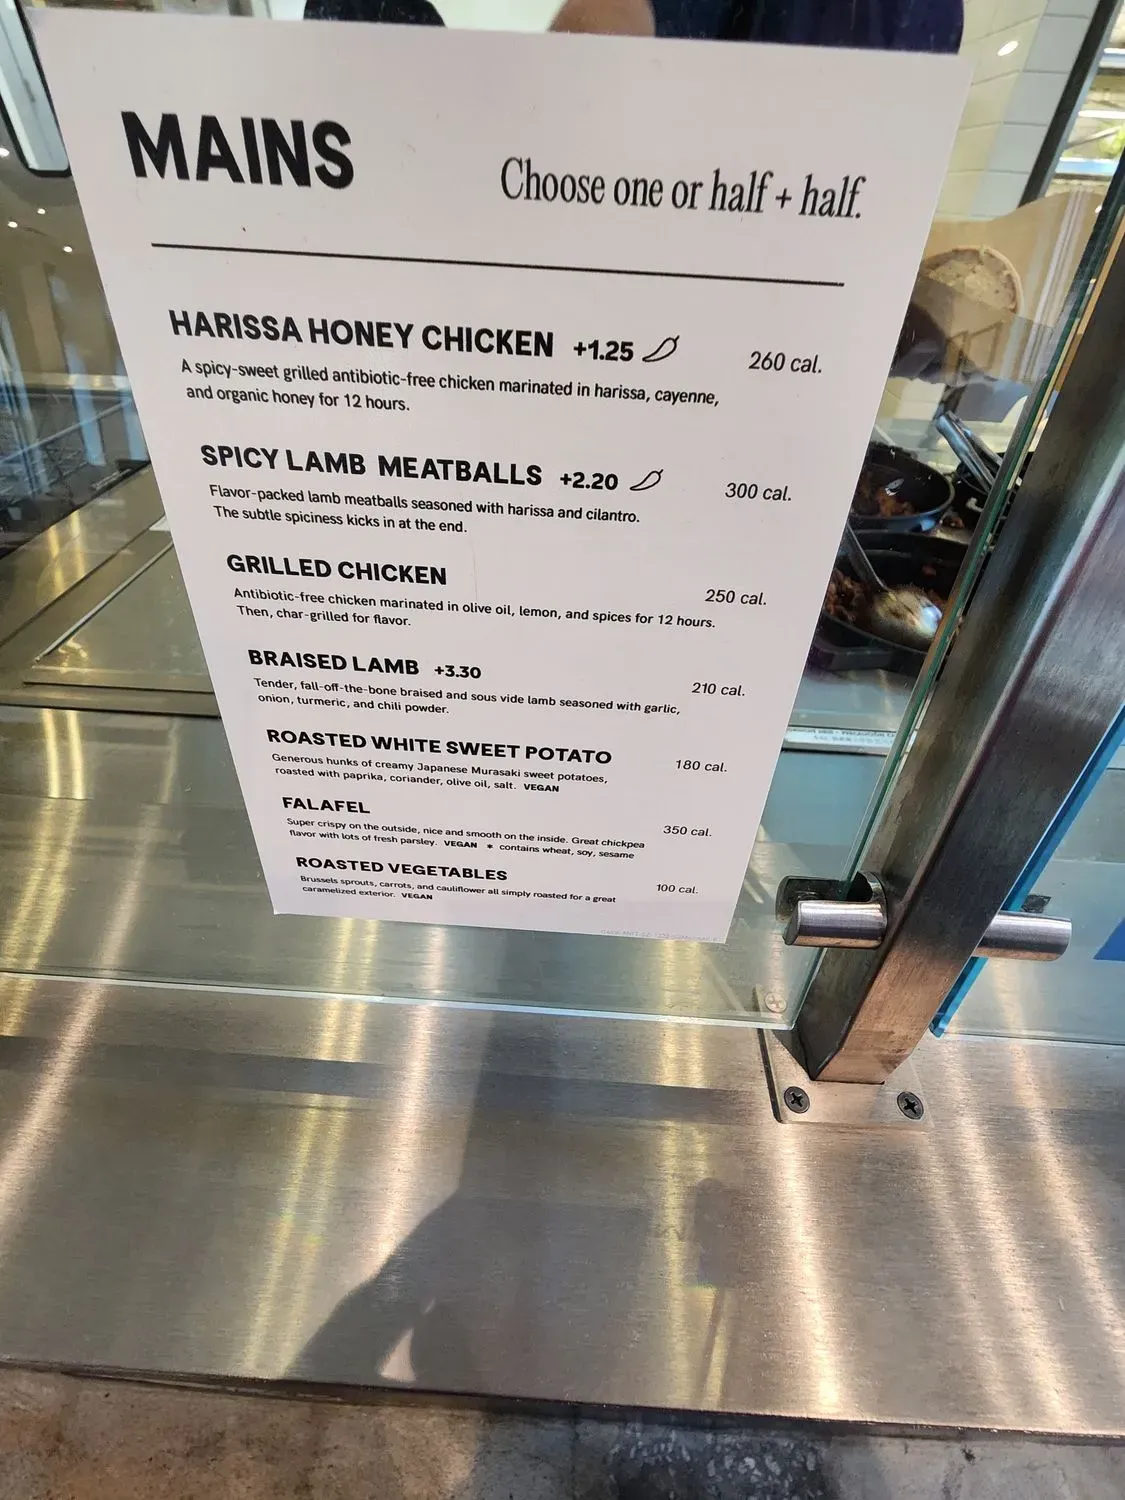 MAINS
Choose one or half + half.
HARISSA HONEY CHICKEN +1.25 260 cal.
A spicy-sweet grilled antibiotic-free chicken marinated in harissa, cayenne,
and organic honey for 12 hours.
SPICY LAMB MEATBALLS +2.20 300 cal.
Flavor-packed lamb meatballs seasoned with harissa and cilantro.
The subtle spiciness kicks in at the end.
GRILLED CHICKEN 250 cal.
Antibiotic-free chicken marinated in olive oil, lemon, and spices for 12 hours.
Then, char-grilled for flavor.
BRAISED LAMB +3.30 210 cal.
Tender, fall-off-the-bone braised and sous vide lamb seasoned with garlic,
onion, turmeric, and chili powder.
ROASTED WHITE SWEET POTATO 180 cal.
Generous hunks of creamy Japanese Murasaki sweet potatoes,
roasted with paprika, coriander, olive oil, salt. VEGAN
FALAFEL 350 cal.
Super crispy on the outside, nice and smooth on the inside. Great chickpea
flavor with lots of fresh parsley. VEGAN * contains wheat, soy, sesame
ROASTED VEGETABLES 100 cal.
Brussels sprouts, carrots, and cauliflower all simply roasted for a great
caramelized exterior. VEGAN